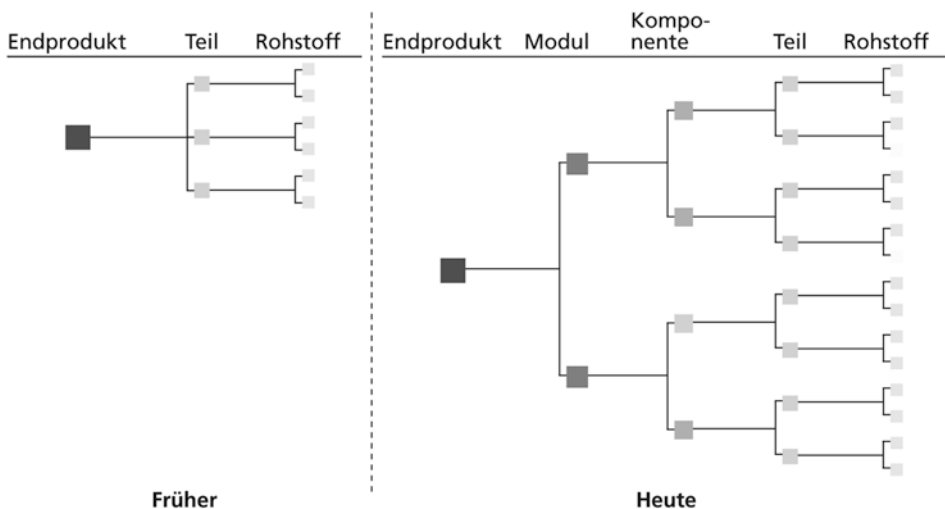 Endprodukt Teil Rohstoff
Endprodukt Modul Kompo-
nente Teil Rohstoff
Früher
Heute